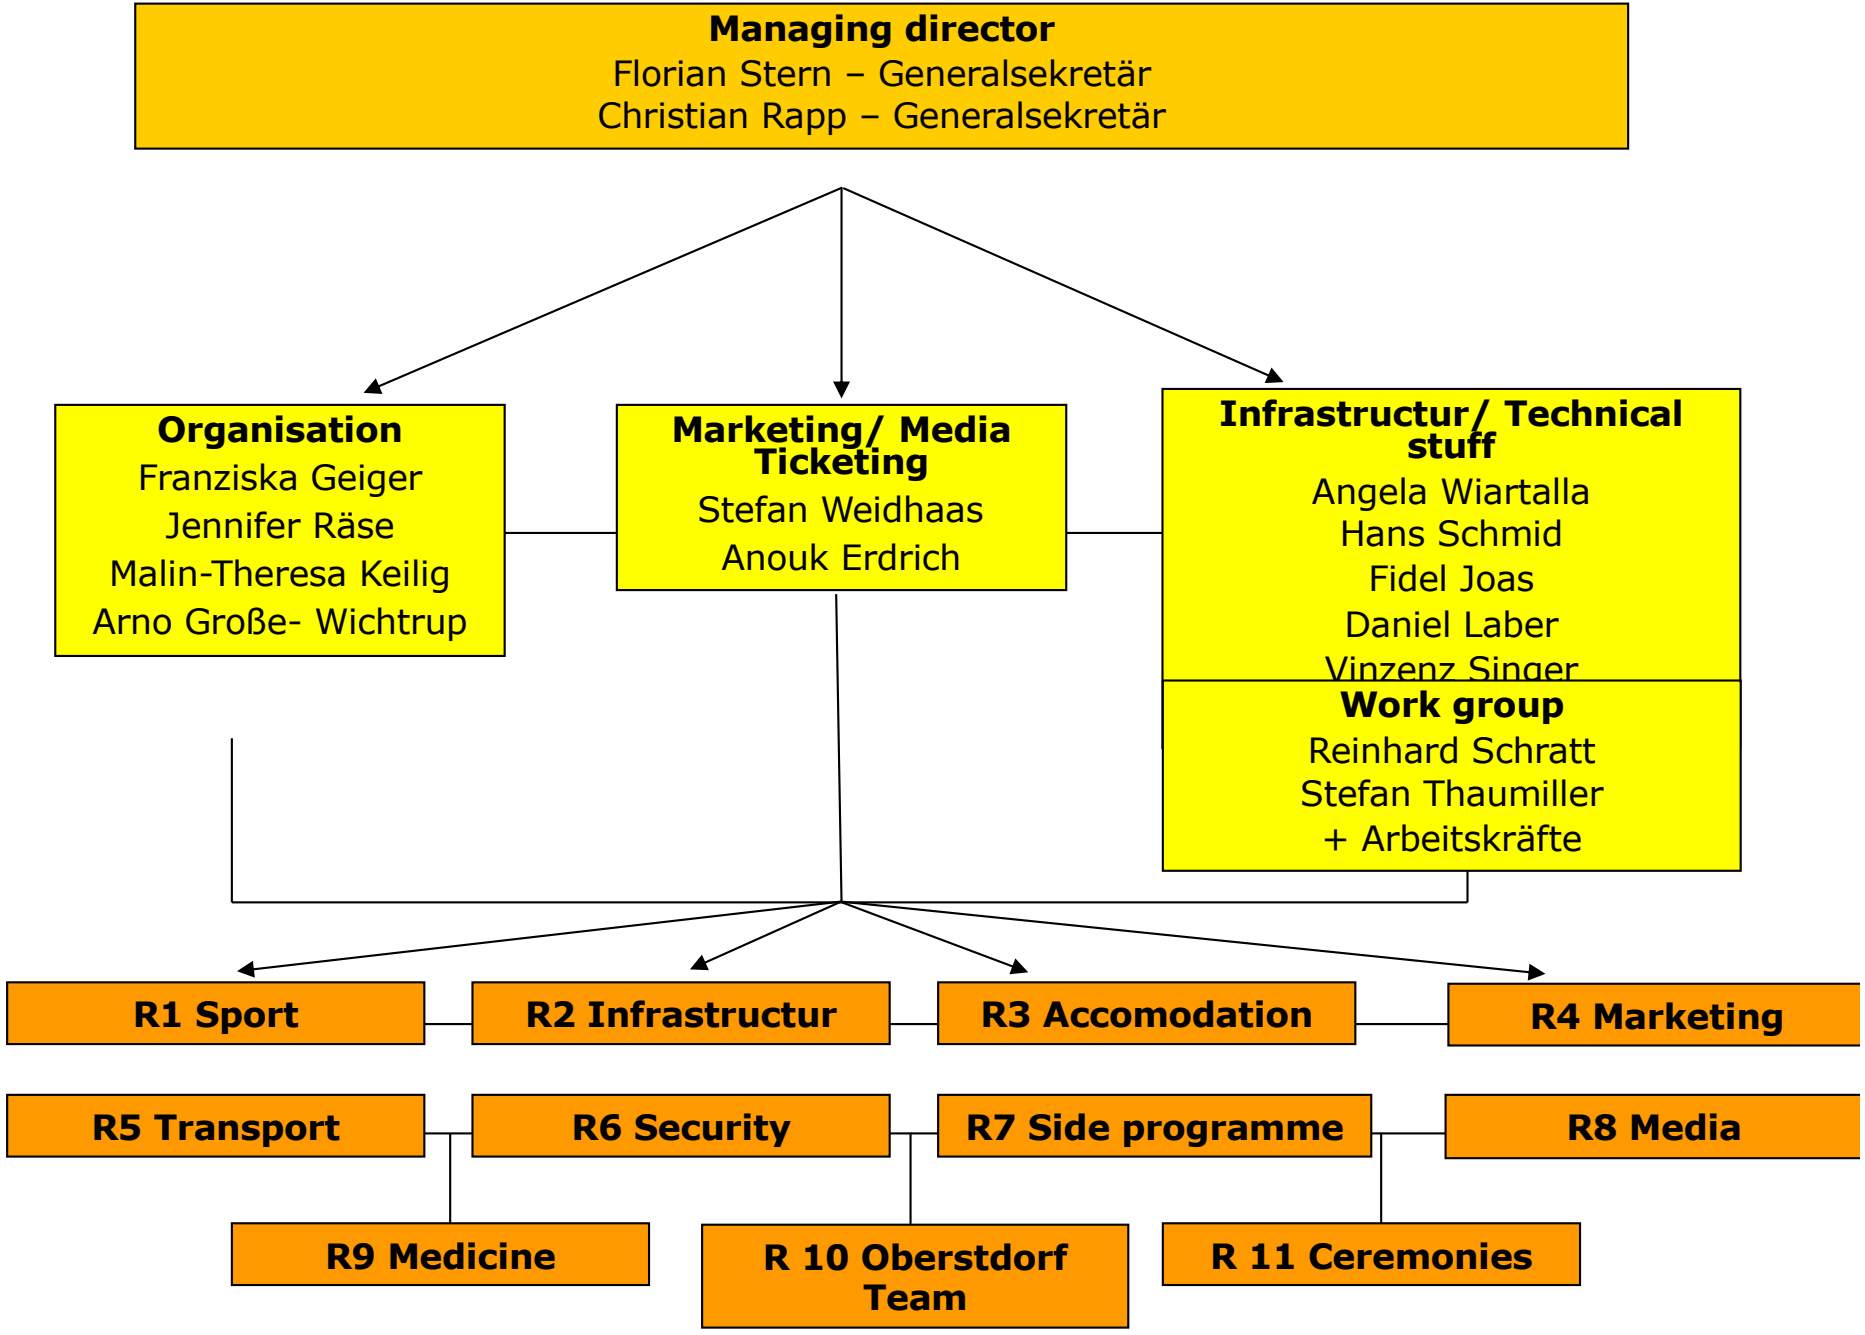 Managing director
Florian Stern – Generalsekretär
Christian Rapp – Generalsekretär
Organisation
Franziska Geiger
Jennifer Räse
Malin-Theresa Keilig
Arno Große- Wichtrup
Marketing/ Media
Ticketing
Stefan Weidhaas
Anouk Erdrich
Infrastructur/ Technical
stuff
Angela Wiartalla
Hans Schmid
Fidel Joas
Daniel Laber
Vinzenz Singer
Work group
Reinhard Schratt
Stefan Thaumiller
+ Arbeitskräfte
R1 Sport
R2 Infrastructur
R3 Accomodation
R4 Marketing
R5 Transport
R6 Security
R7 Side programme
R8 Media
R9 Medicine
R 10 Oberstdorf
Team
R 11 Ceremonies